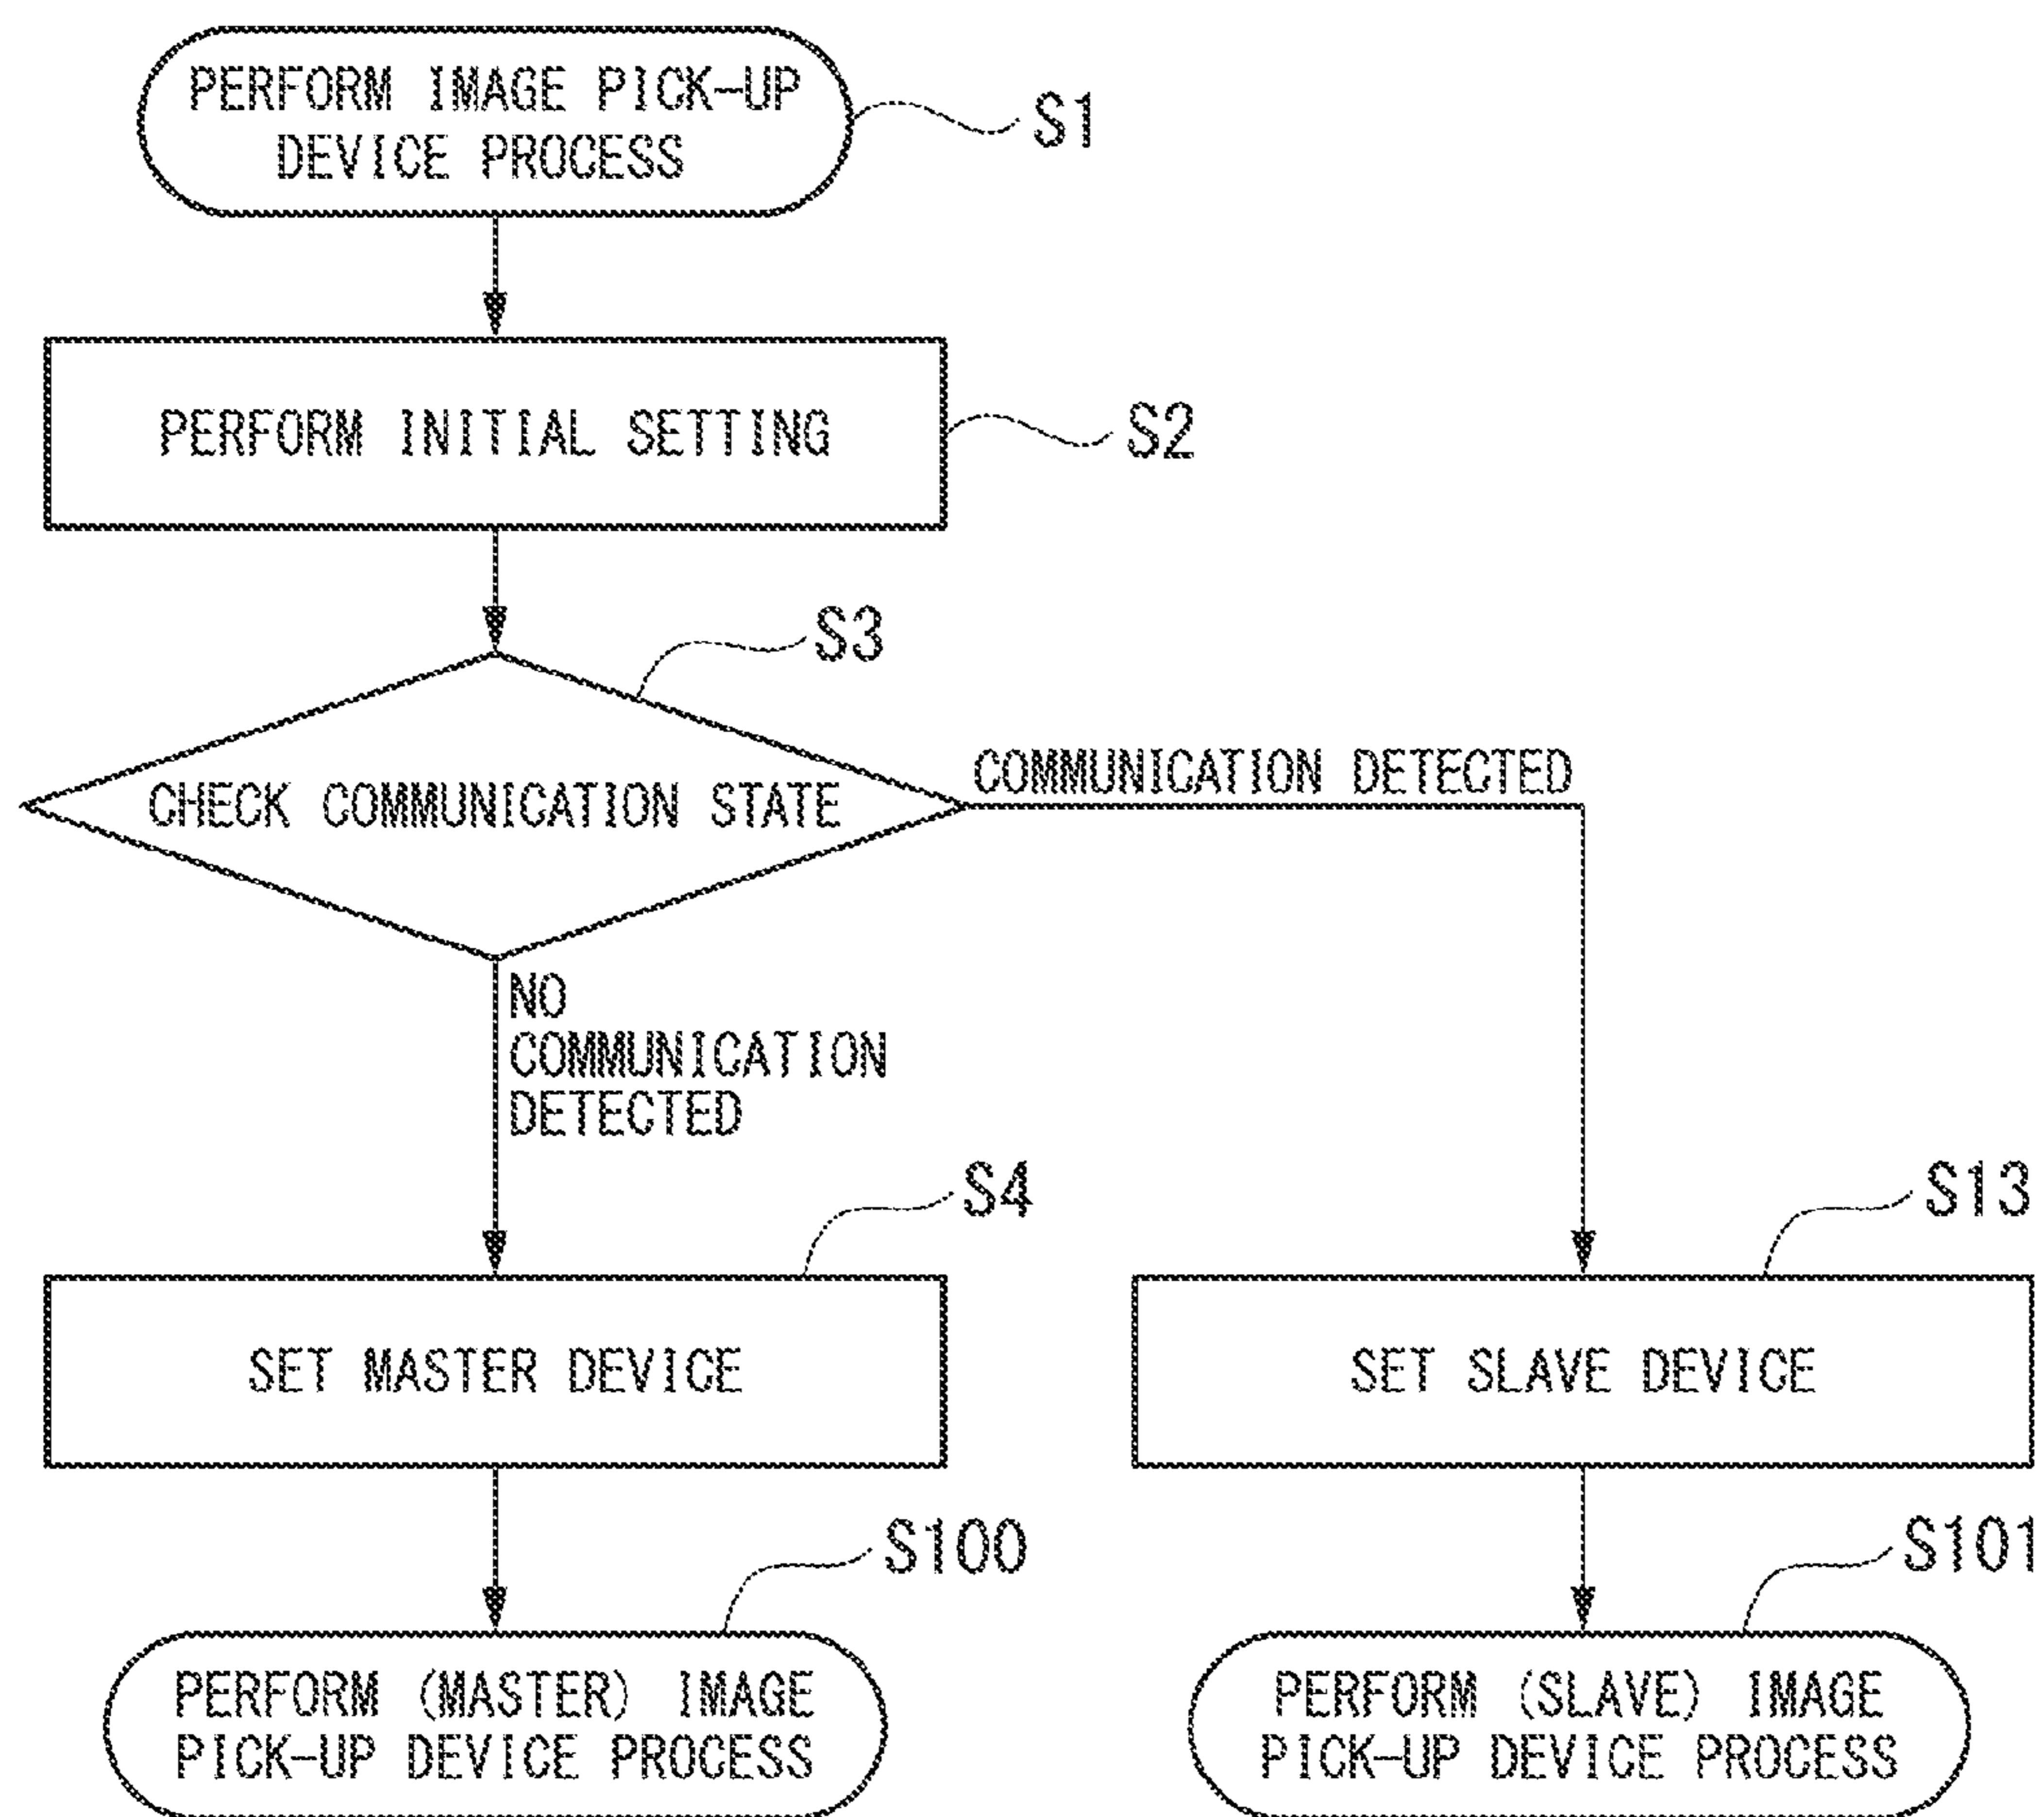 PERFORM IMAGE PICK-UP
DEVICE PROCESS
S1
PERFORM INITIAL SETTING
S2
S3
CHECK COMMUNICATION STATE
COMMUNICATION DETECTED
NO
COMMUNICATION
DETECTED
S4
S13
SET MASTER DEVICE
SET SLAVE DEVICE
S100
S101
PERFORM (MASTER) IMAGE
PICK-UP DEVICE PROCESS
PERFORM (SLAVE) IMAGE
PICK-UP DEVICE PROCESS